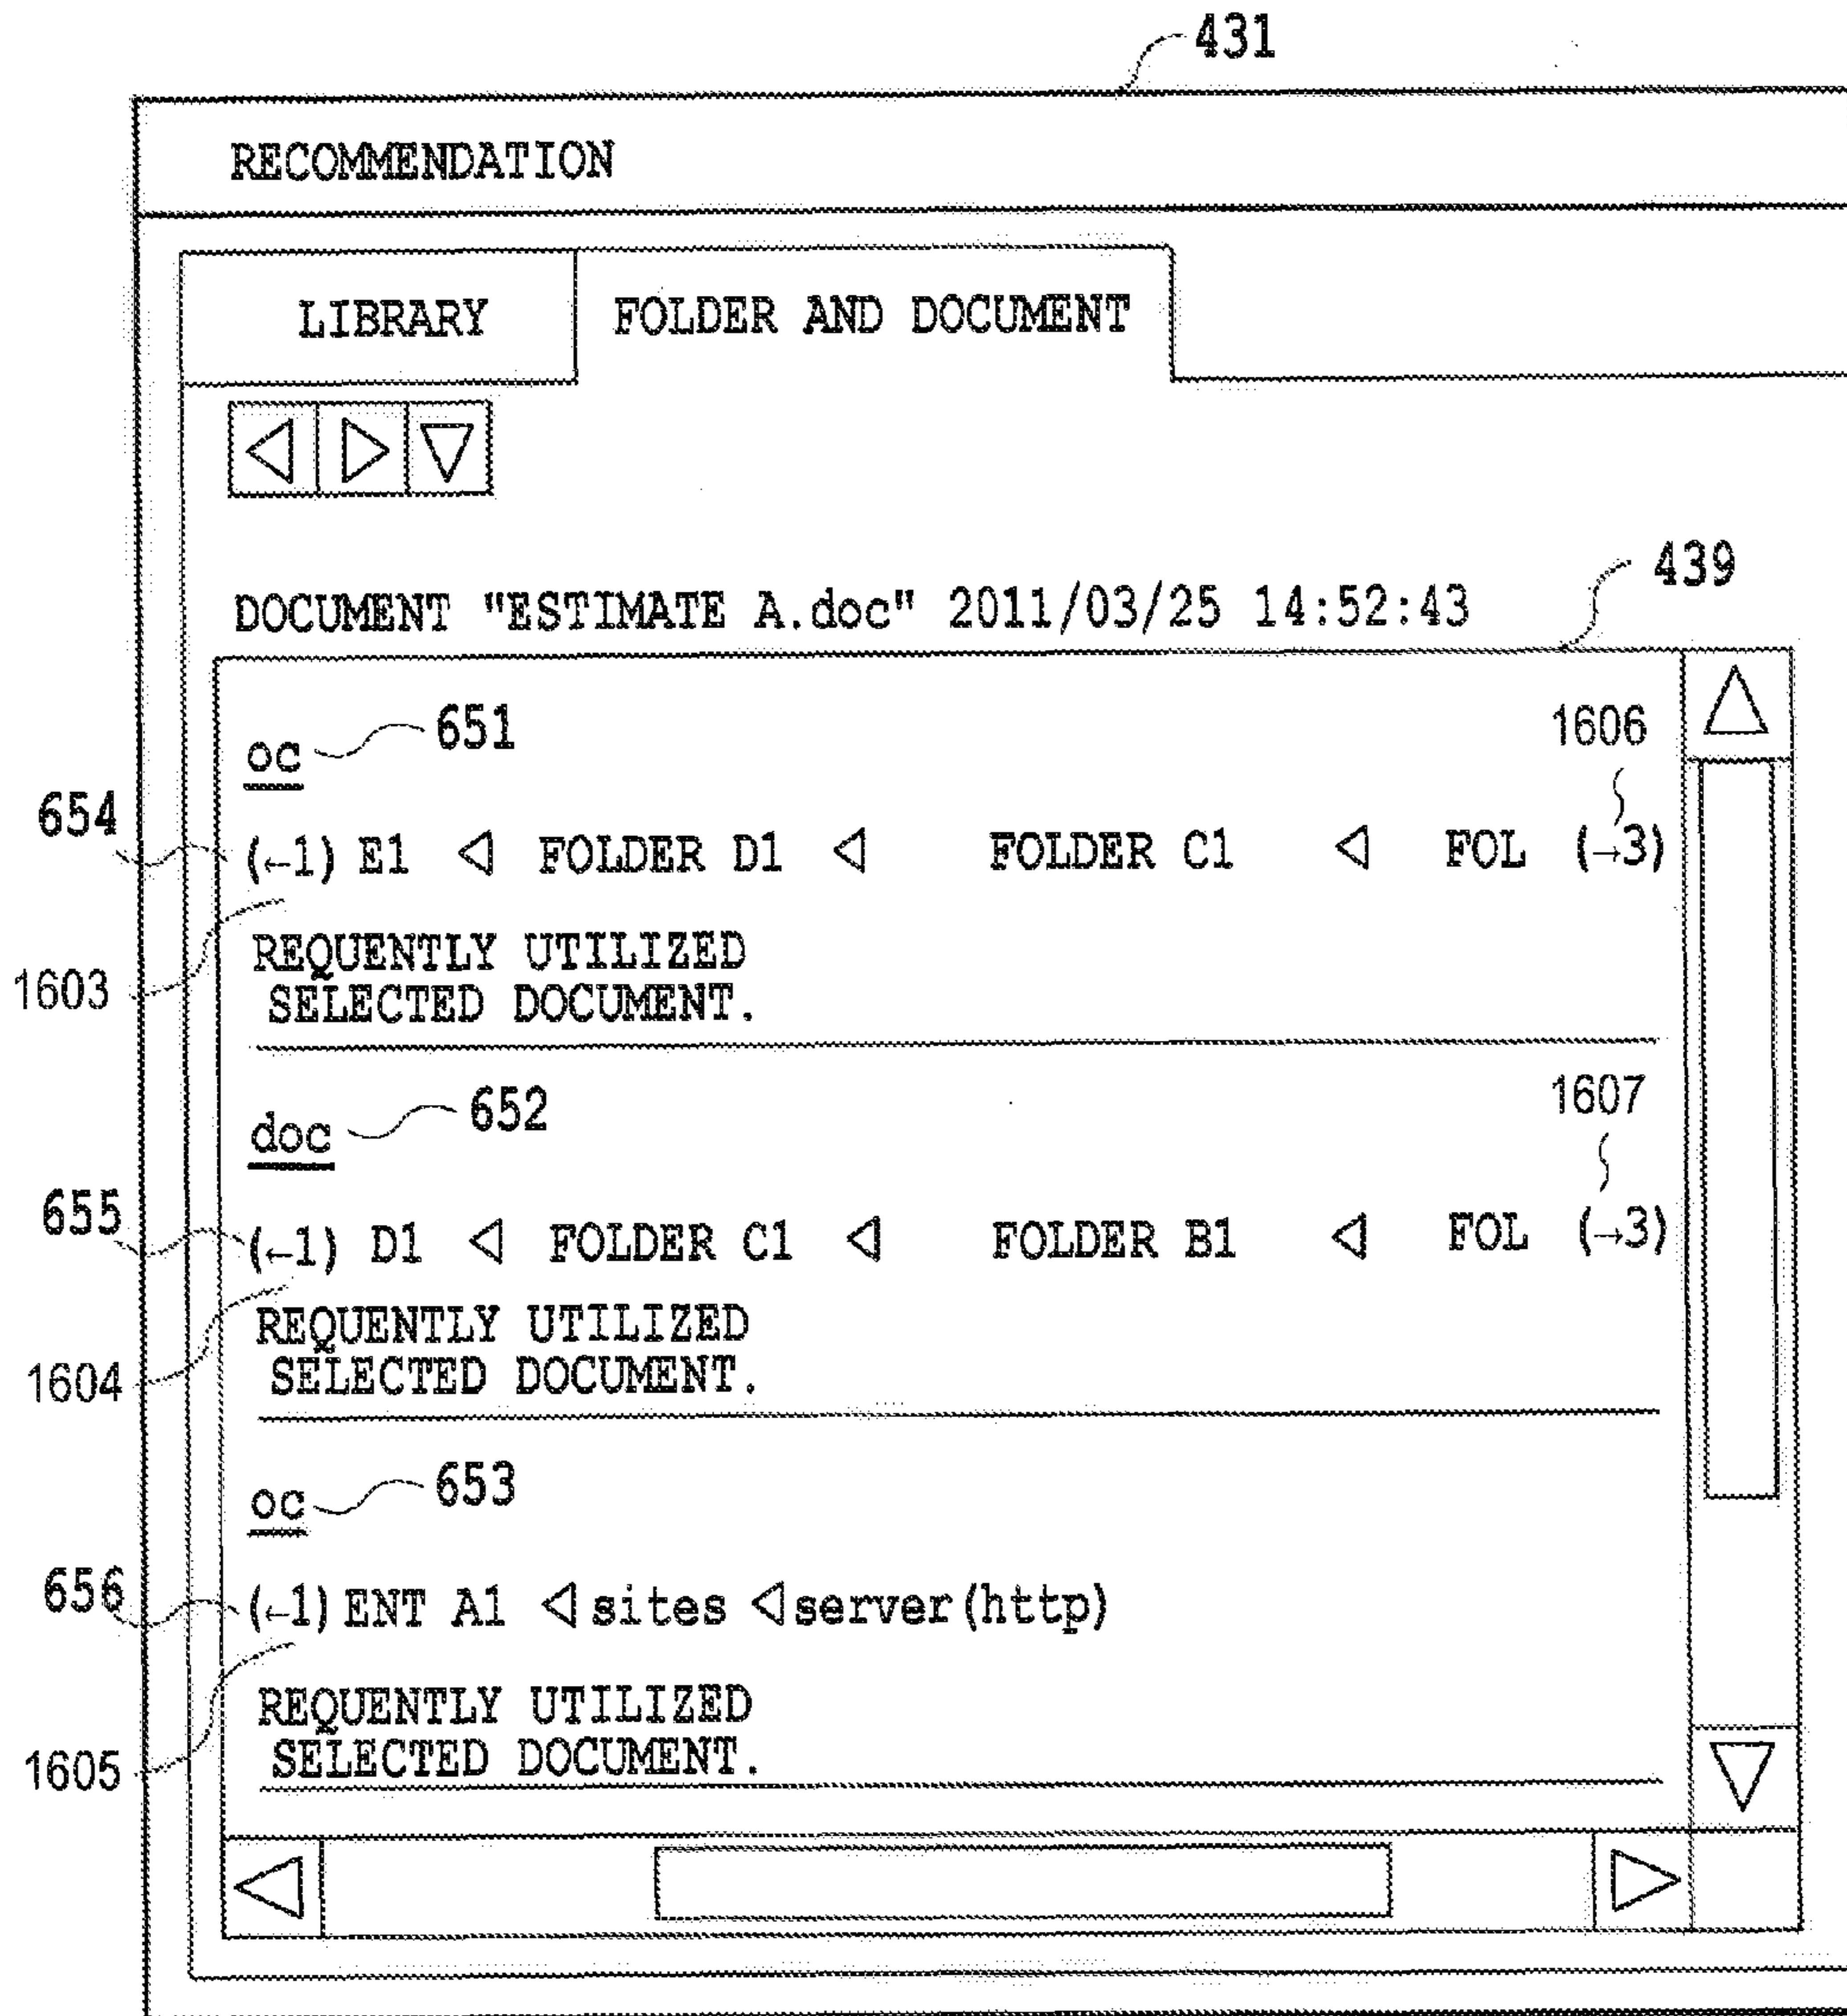 431
RECOMMENDATION
LIBRARY FOLDER AND DOCUMENT
439
DOCUMENT "ESTIMATE A.doc" 2011/03/25 14:52:43
oc 651 1606
654 (←1) E1 ◁ FOLDER D1 ◁ FOLDER C1 ◁ FOL (→3)
REQUENTLY UTILIZED
1603
SELECTED DOCUMENT.
doc 652 1607
655 (←1) D1 ◁ FOLDER C1 ◁ FOLDER B1 ◁ FOL (→3)
REQUENTLY UTILIZED
1604 SELECTED DOCUMENT.
oc 653
656 (←1) ENT A1 ◁ sites ◁ server(http)
REQUENTLY UTILIZED
1605 SELECTED DOCUMENT.